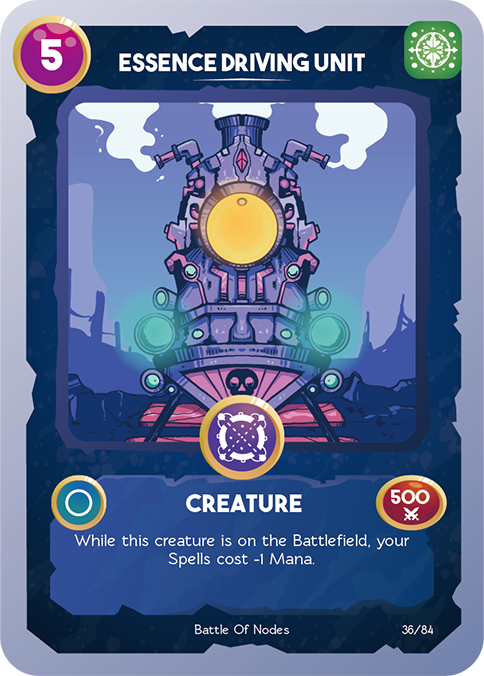 5
ESSENCE DRIVING UNIT
CREATURE
500
While this creature is on the Battlefield, your
Spells cost -1 Mana.
Battle Of Nodes
36/84